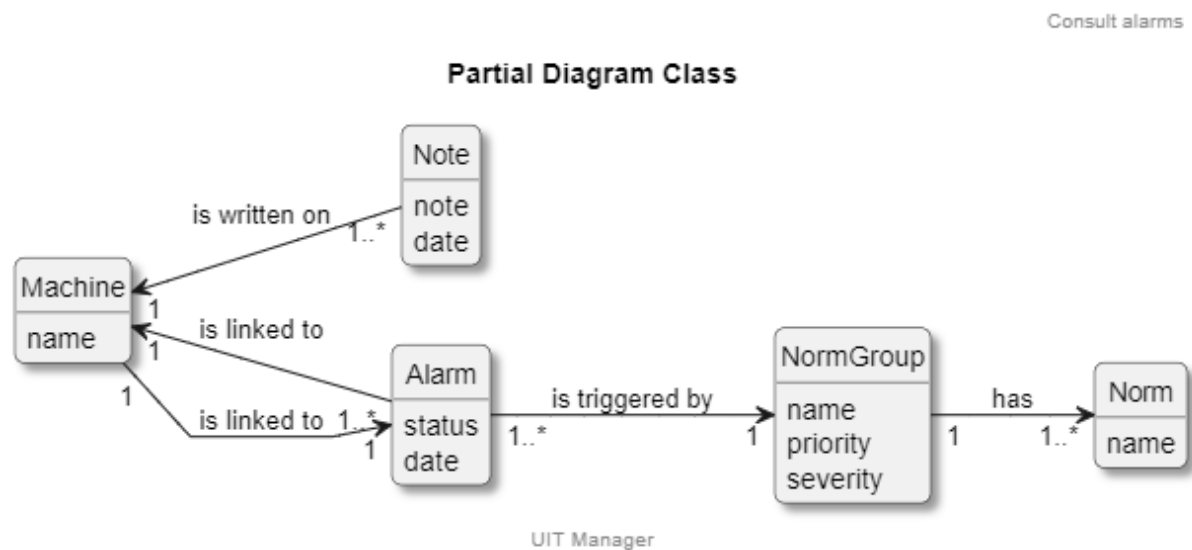 Consult alarms
Partial Diagram Class
Note
note
date
is written on
1..*
1
Machine
name
is linked to
1
1
is linked to
1..*
1
Alarm
status
date
is triggered by
1..*
1
NormGroup
name
priority
severity
has
1
1..*
Norm
name
UIT Manager